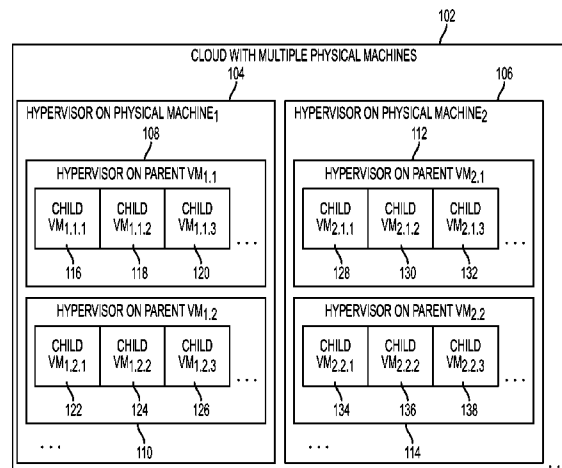 102
CLOUD WITH MULTIPLE PHYSICAL MACHINES
104
106
HYPERVISOR ON PHYSICAL MACHINE1
HYPERVISOR ON PHYSICAL MACHINE2
108
112
HYPERVISOR ON PARENT VM1.1
CHILD VM1.1.1
CHILD VM1.1.2
CHILD VM1.1.3
...
116
118
120
HYPERVISOR ON PARENT VM2.1
CHILD VM2.1.1
CHILD VM2.1.2
CHILD VM2.1.3
...
128
130
132
HYPERVISOR ON PARENT VM1.2
CHILD VM1.2.1
CHILD VM1.2.2
CHILD VM1.2.3
...
122
124
126
HYPERVISOR ON PARENT VM2.2
CHILD VM2.2.1
CHILD VM2.2.2
CHILD VM2.2.3
...
134
136
138
...
110
...
114